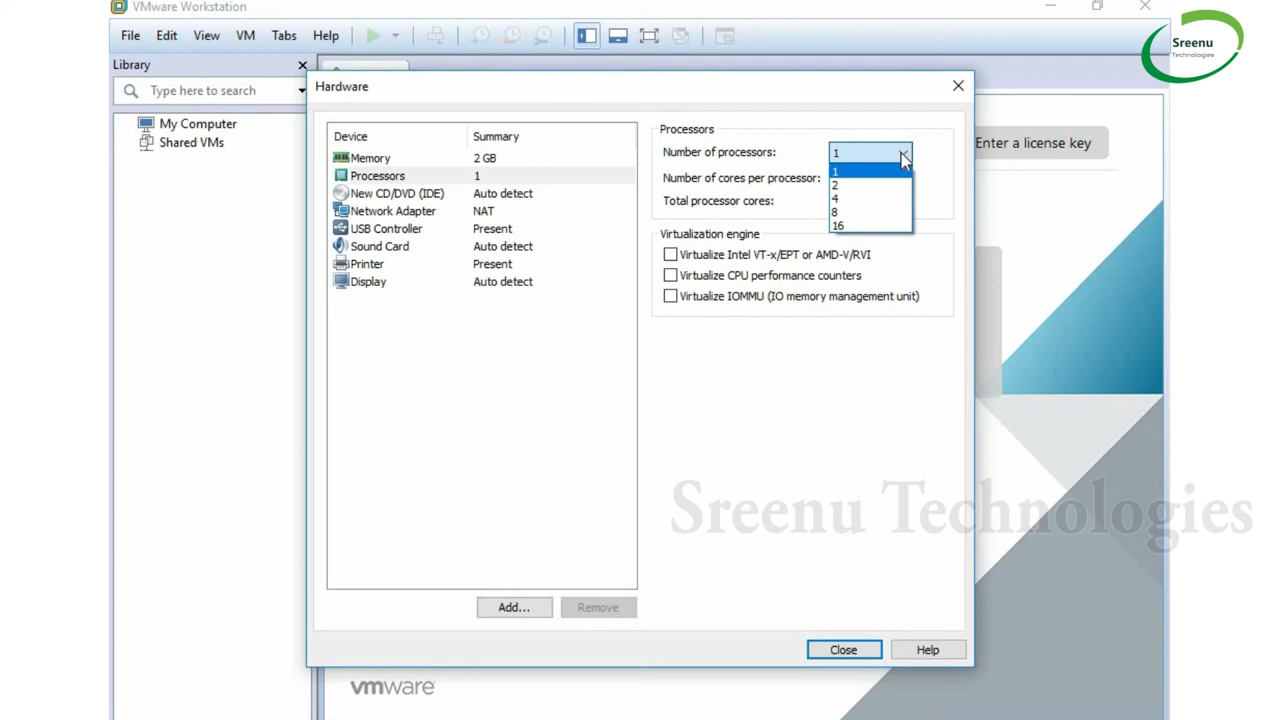 VMware Workstation
File Edit View VM Tabs Help
Sreenu
Technologies
Library
Type here to search
My Computer
Shared VMs
Enter a license key
Hardware
Device Summary
Memory 2 GB
Processors 1
New CD/DVD (IDE) Auto detect
Network Adapter NAT
USB Controller Present
Sound Card Auto detect
Printer Present
Display Auto detect
Add... Remove
Processors
Number of processors: 1
1
2
4
8
16
Number of cores per processor:
Total processor cores:
Virtualization engine
Virtualize Intel VT-x/EPT or AMD-V/RVI
Virtualize CPU performance counters
Virtualize IOMMU (IO memory management unit)
Sreenu Technologies
Close Help
vmware